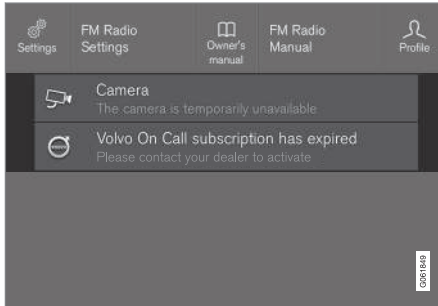 Settings
FM Radio
Settings
Owner's
manual
FM Radio
Manual
Profile
Camera
The camera is temporarily unavailable
Volvo On Call subscription has expired
Please contact your dealer to activate
G061849